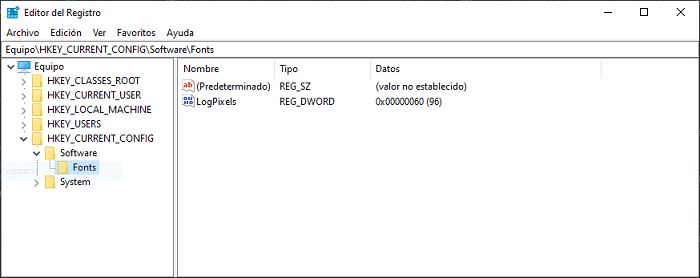 Editor del Registro
Archivo Edición Ver Favoritos Ayuda
Equipo\HKEY_CURRENT_CONFIG\Software\Fonts
Equipo
HKEY_CLASSES_ROOT
HKEY_CURRENT_USER
HKEY_LOCAL_MACHINE
HKEY_USERS
HKEY_CURRENT_CONFIG
Software
Fonts
System
Nombre Tipo Datos
(Predeterminado) REG_SZ (valor no establecido)
LogPixels REG_DWORD 0x00000060 (96)